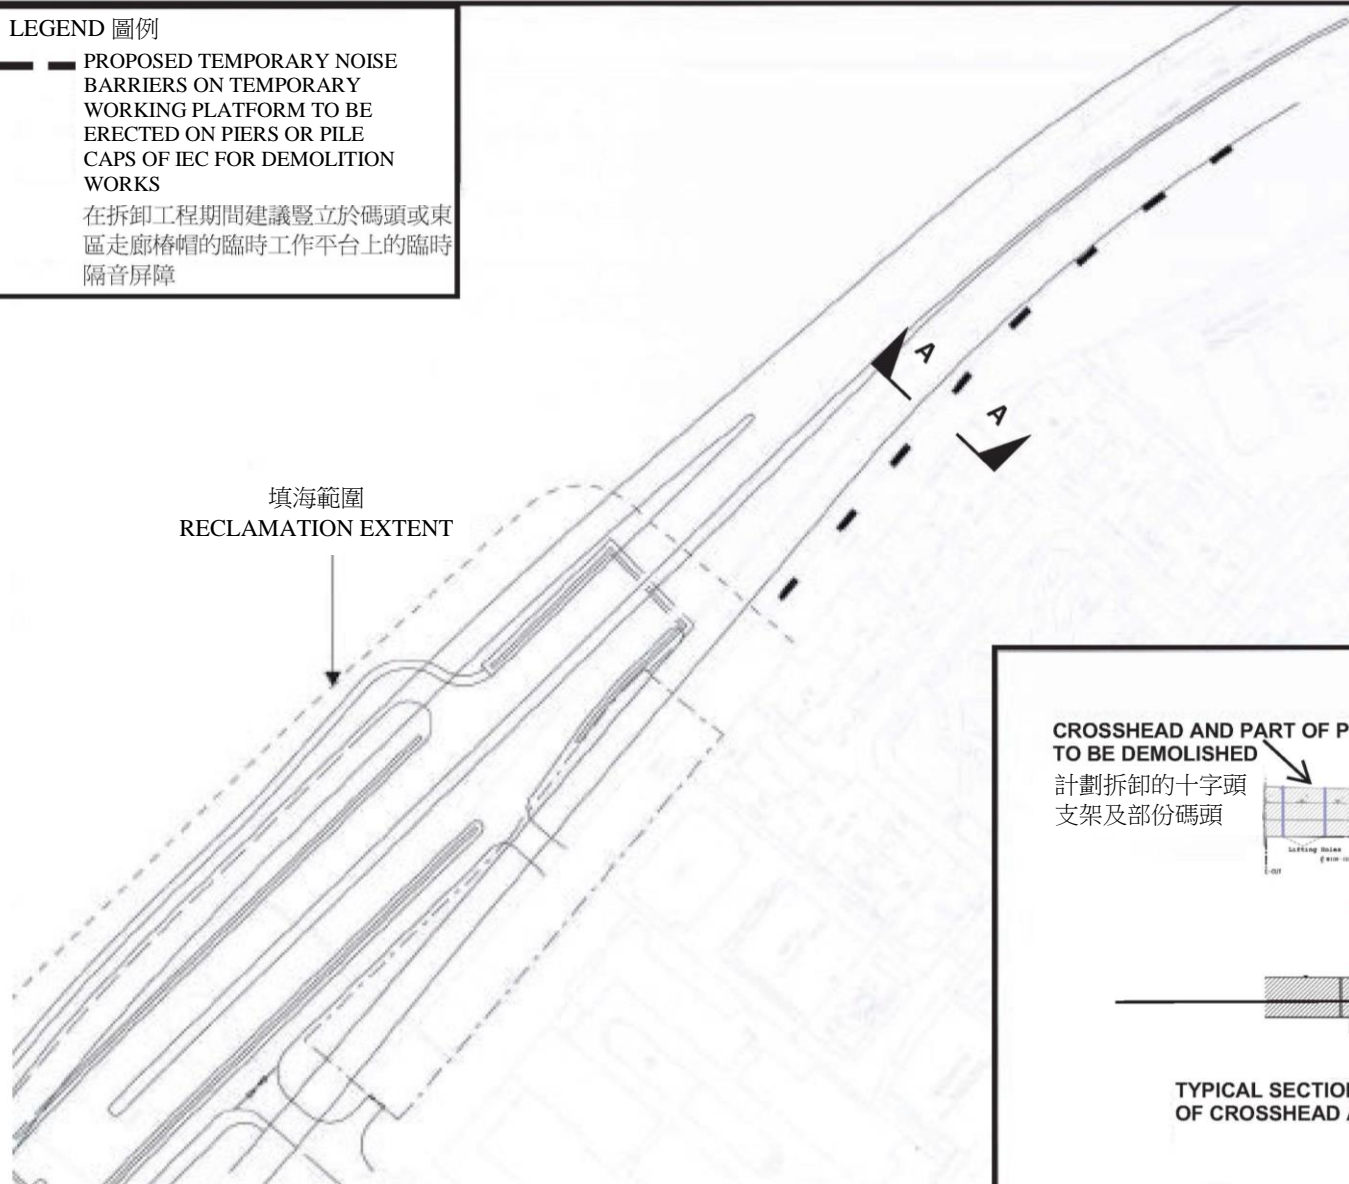 LEGEND 圖例
PROPOSED TEMPORARY NOISE
BARRIERS ON TEMPORARY
WORKING PLATFORM TO BE
ERECTED ON PIERS OR PILE
CAPS OF IEC FOR DEMOLITION
WORKS
在拆卸工程期間建議豎立於碼頭或東
區走廊樁帽的臨時工作平台上的臨時
隔音屏障
A
A
填海範圍
RECLAMATION EXTENT
CROSSHEAD AND PART OF P
TO BE DEMOLISHED
計劃拆卸的十字頭
支架及部份碼頭
Lifting Holes
TYPICAL SECTION
OF CROSSHEAD